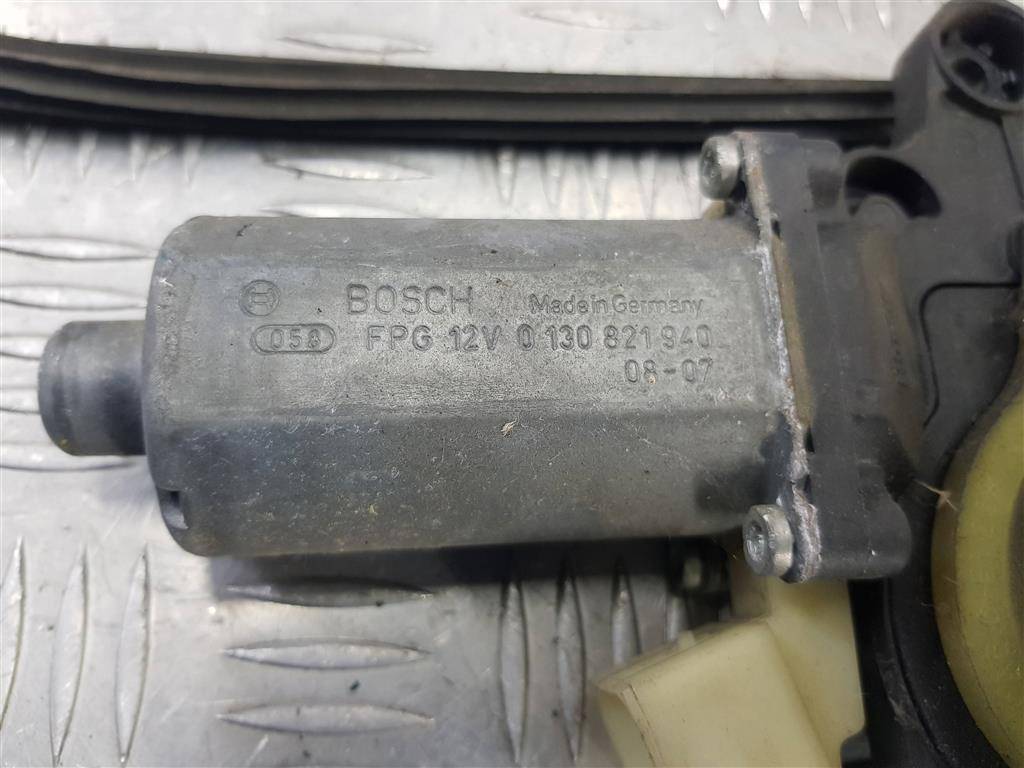 BOSCH Made in Germany
058 FPG 12V 0 130 821 940
08-07